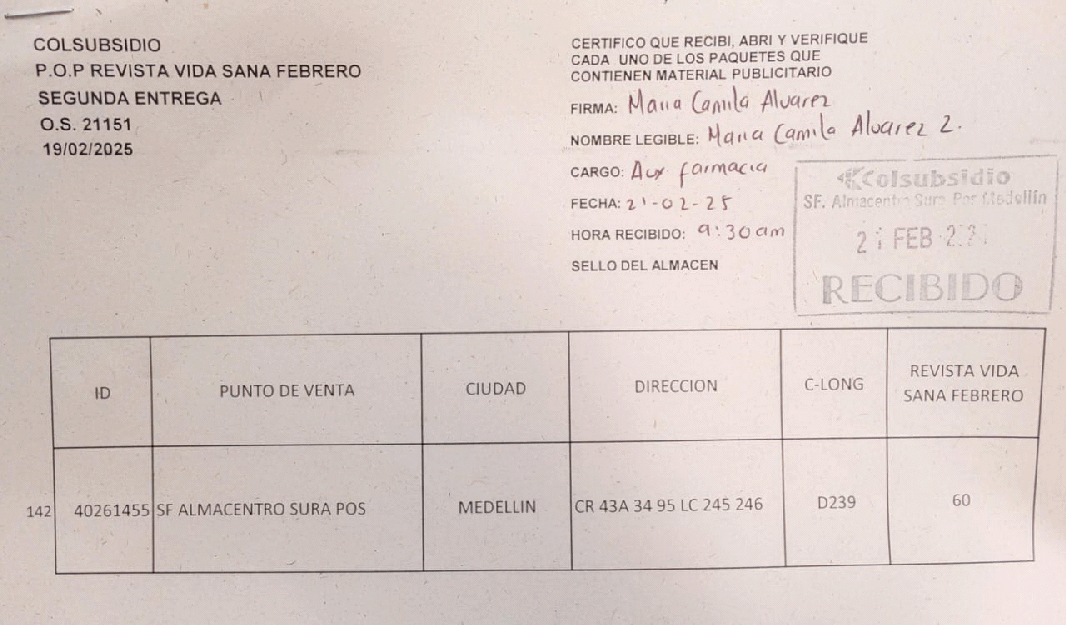 COLSUBSIDIO
P.O.P REVISTA VIDA SANA FEBRERO
SEGUNDA ENTREGA
O.S. 21151
19/02/2025
CERTIFICO QUE RECIBI, ABRI Y VERIFIQUE
CADA UNO DE LOS PAQUETES QUE
CONTIENEN MATERIAL PUBLICITARIO
FIRMA: Maria Camila Alvarez
NOMBRE LEGIBLE: Maria Camila Alvarez Z.
CARGO: Aux farmacia
FECHA: 21-02-25
HORA RECIBIDO: 9:30 am
SELLO DEL ALMACEN
Colsubsidio
SF. Almacentro Sura Pos Medellin
21 FEB
RECIBIDO
ID PUNTO DE VENTA CIUDAD DIRECCION C-LONG REVISTA VIDA SANA FEBRERO
142 40261455 SF ALMACENTRO SURA POS MEDELLIN CR 43A 34 95 LC 245 246 D239 60